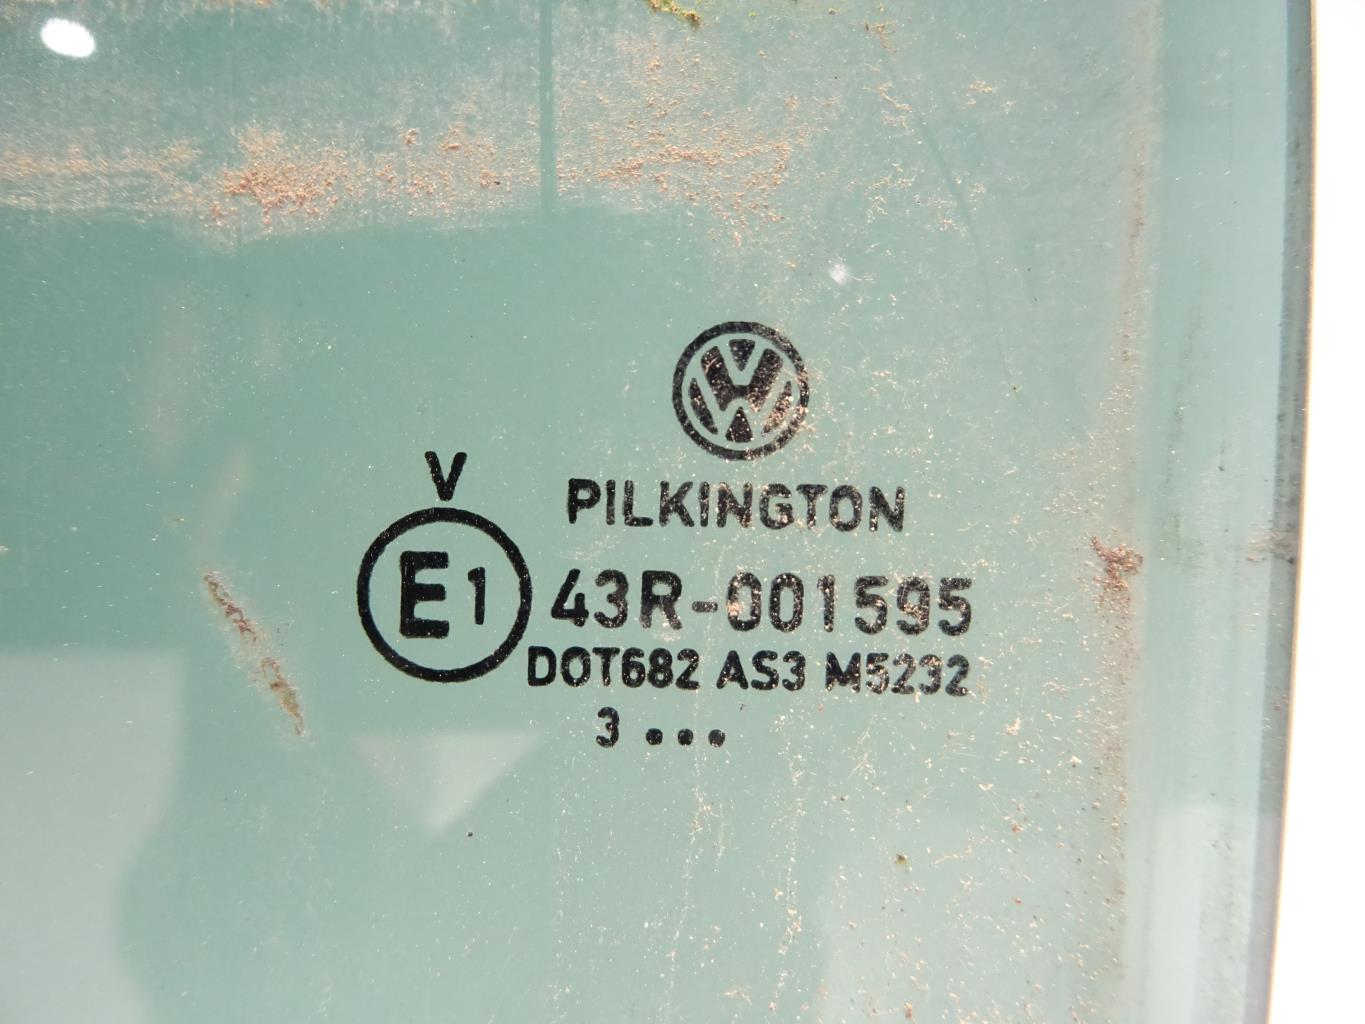 PILKINGTON
V
E1 43R-001595
DOT682 AS3 M5232
3 •••